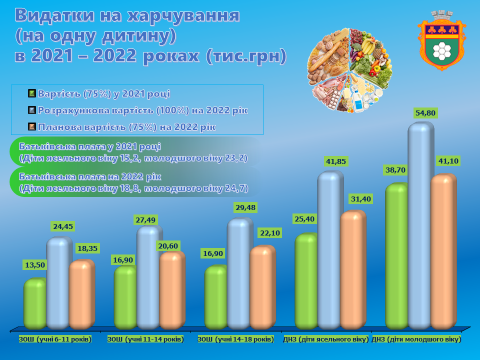 Видатки на харчування
(на одну дитину)
в 2021 – 2022 роках (тис.грн)
Вартість (75%) у 2021 році
Розрахункова вартість (100%) на 2022 рік
Планова вартість (75%) на 2022 рік
Батьківська плата у 2021 році
(Діти ясельного віку 15,2, молодшого віку 23,2)
Батьківська плата на 2022 рік
(Діти ясельного віку 18,8, молодшого віку 24,7)
13,50
24,45
18,35
16,90
27,49
20,60
16,90
29,48
22,10
25,40
41,85
31,40
38,70
54,80
41,10
ЗОШ (учні 6-11 років)
ЗОШ (учні 11-14 років)
ЗОШ (учні 14-18 років)
ДНЗ (діти ясельного віку)
ДНЗ (діти молодшого віку)